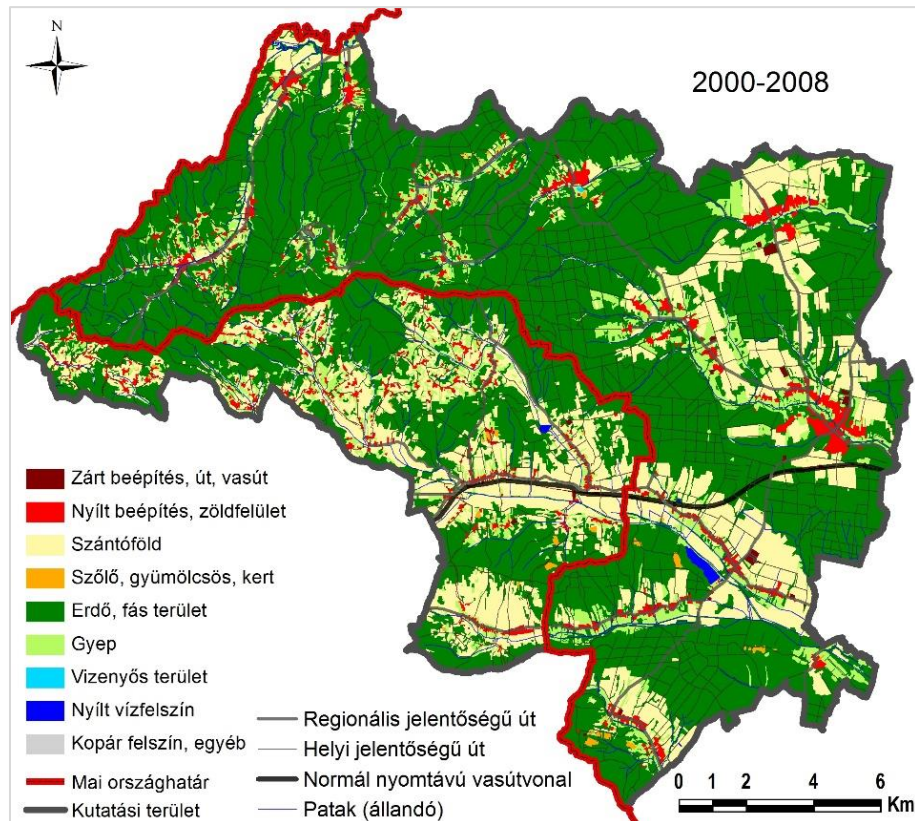 N
2000-2008
Zárt beépítés, út, vasút
Nyílt beépítés, zöldfelület
Szántóföld
Szőlő, gyümölcsös, kert
Erdő, fás terület
Gyep
Vizenyős terület
Nyílt vízfelszín
Kopár felszín, egyéb
Mai országhatár
Kutatási terület
Regionális jelentőségű út
Helyi jelentőségű út
Normál nyomtávú vasútvonal
Patak (állandó)
0 1 2 4 6
Km